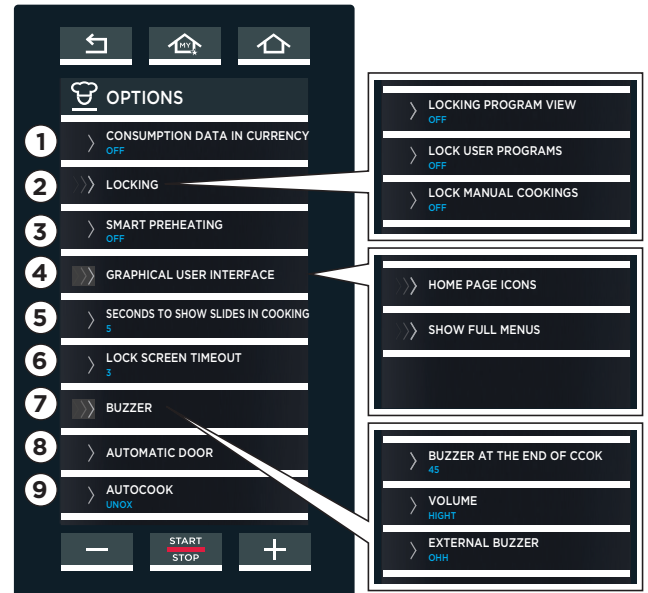 MY
OPTIONS
1
CONSUMPTION DATA IN CURRENCY
OFF
2
LOCKING
3
SMART PREHEATING
OFF
4
GRAPHICAL USER INTERFACE
5
SECONDS TO SHOW SLIDES IN COOKING
5
6
LOCK SCREEN TIMEOUT
3
7
BUZZER
8
AUTOMATIC DOOR
9
AUTOCOOK
UNOX
START
STOP
LOCKING PROGRAM VIEW
OFF
LOCK USER PROGRAMS
OFF
LOCK MANUAL COOKINGS
OFF
HOME PAGE ICONS
SHOW FULL MENUS
BUZZER AT THE END OF CCOK
45
VOLUME
HIGHT
EXTERNAL BUZZER
OHH